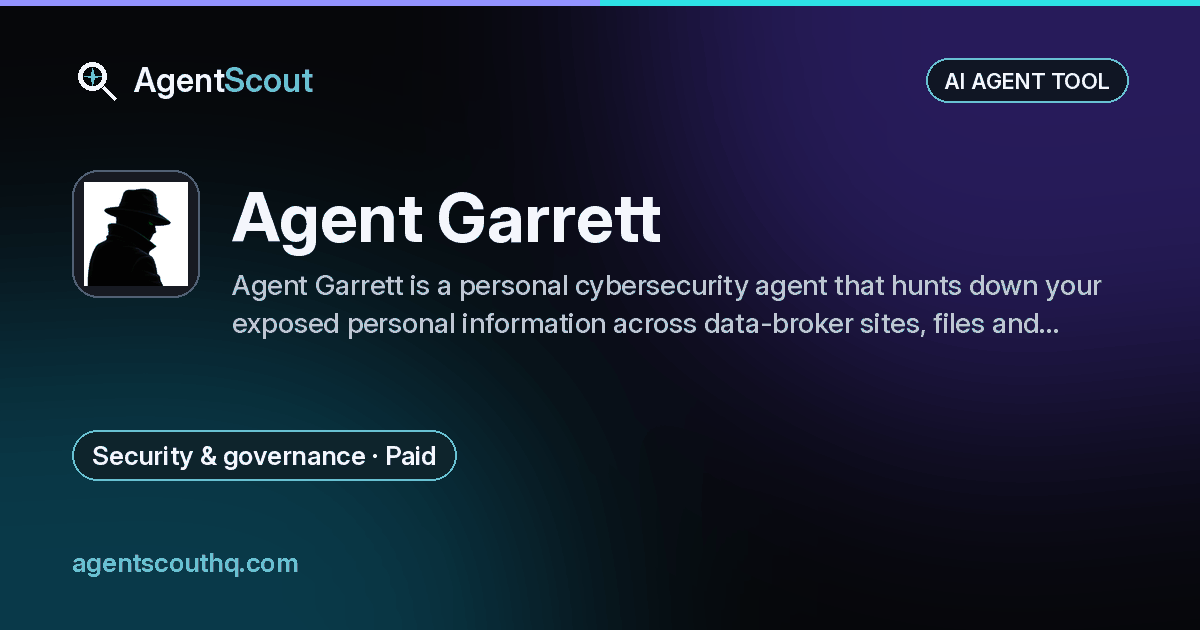 AgentScout
AI AGENT TOOL
Agent Garrett
Agent Garrett is a personal cybersecurity agent that hunts down your
exposed personal information across data-broker sites, files and...
Security & governance · Paid
agentscouthq.com